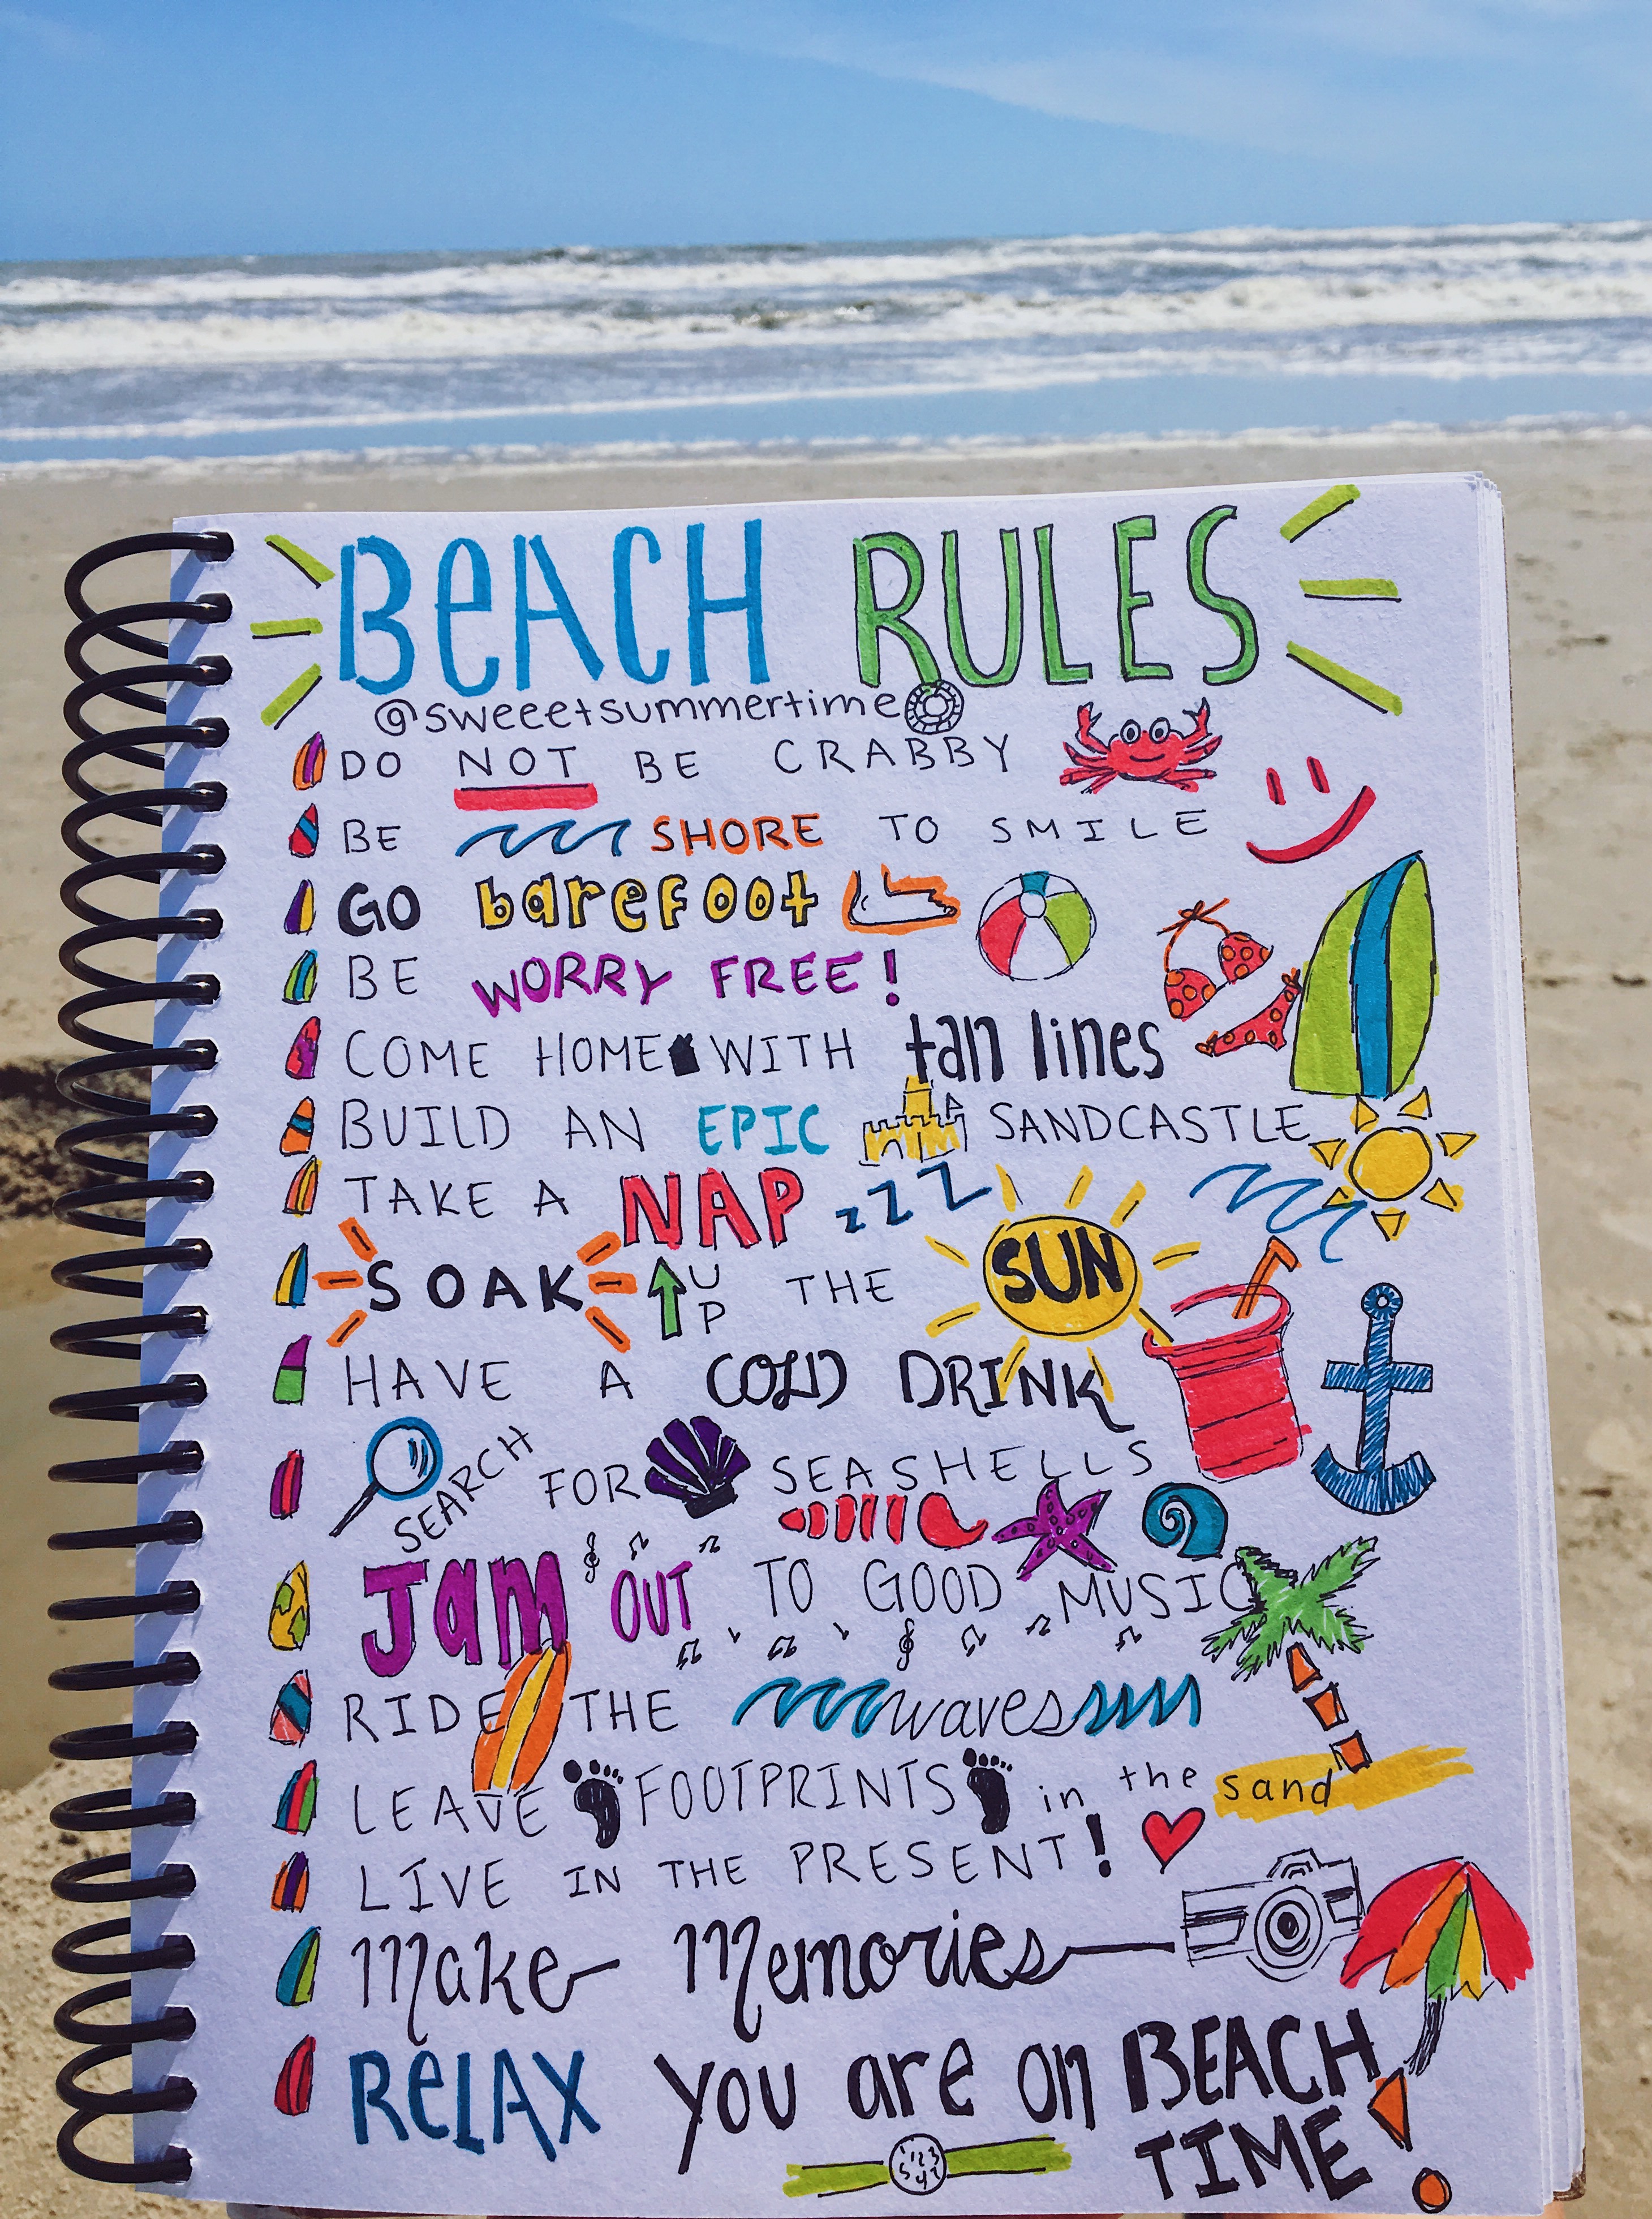 BEACH RULES
@sweeetsummertime
DO NOT BE CRABBY
BE SHORE TO SMILE
GO barefoot
BE WORRY FREE!
COME HOME WITH tan lines
BUILD AN EPIC SANDCASTLE
TAKE A NAP zzz
SOAK UP THE SUN
HAVE A COLD DRINK
SEARCH FOR SEASHELLS
Jam OUT TO GOOD MUSIC
RIDE THE waves
LEAVE FOOTPRINTS in the sand
LIVE IN THE PRESENT!
Make Memories
RELAX you are on BEACH
TIME!